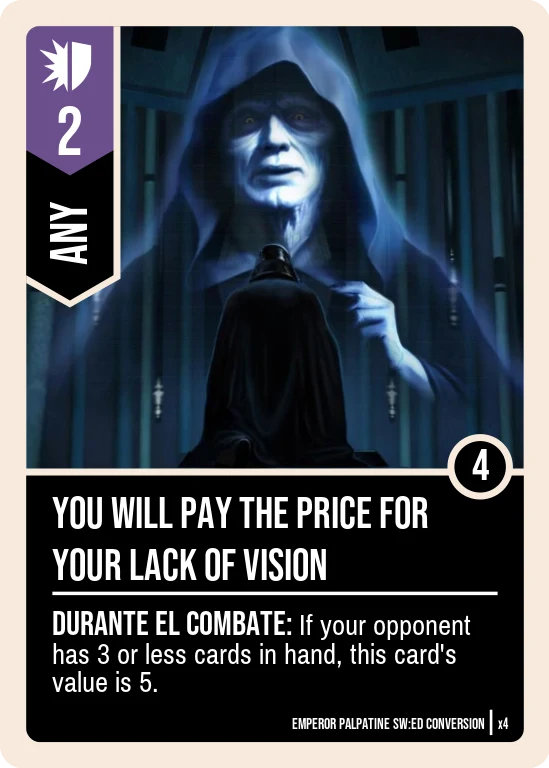 2
ANY
4
YOU WILL PAY THE PRICE FOR
YOUR LACK OF VISION
DURANTE EL COMBATE: If your opponent
has 3 or less cards in hand, this card's
value is 5.
EMPEROR PALPATINE SW:ED CONVERSION | x4